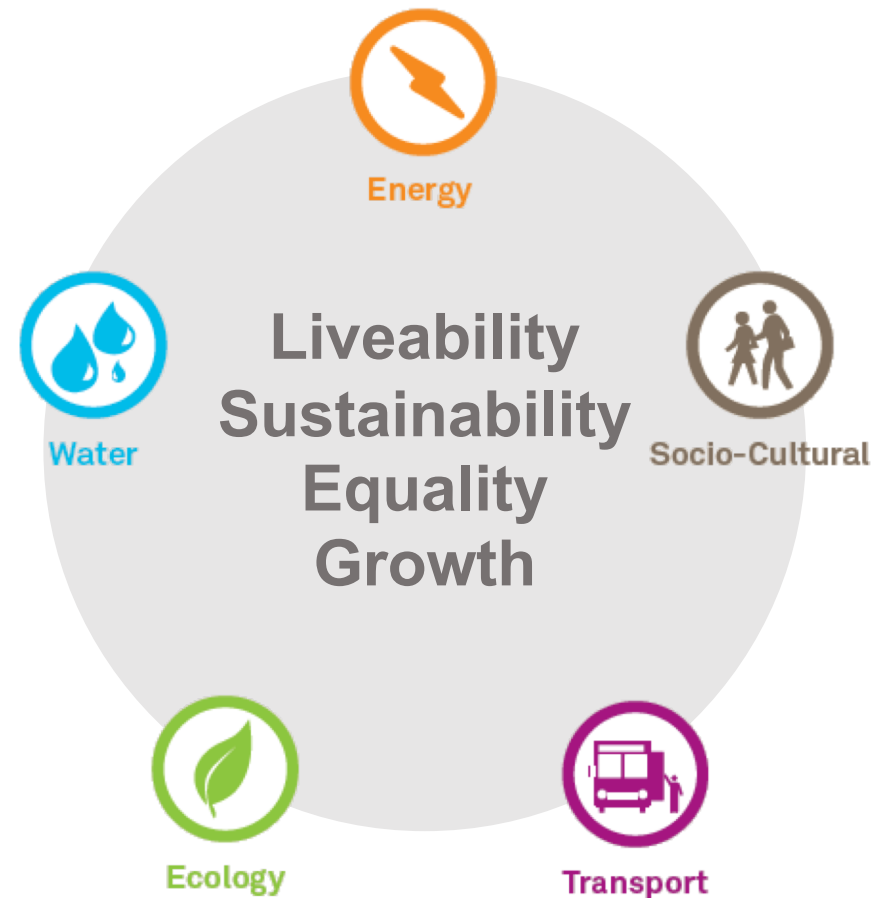 Energy
Liveability
Sustainability
Equality
Growth
Water
Socio-Cultural
Ecology
Transport